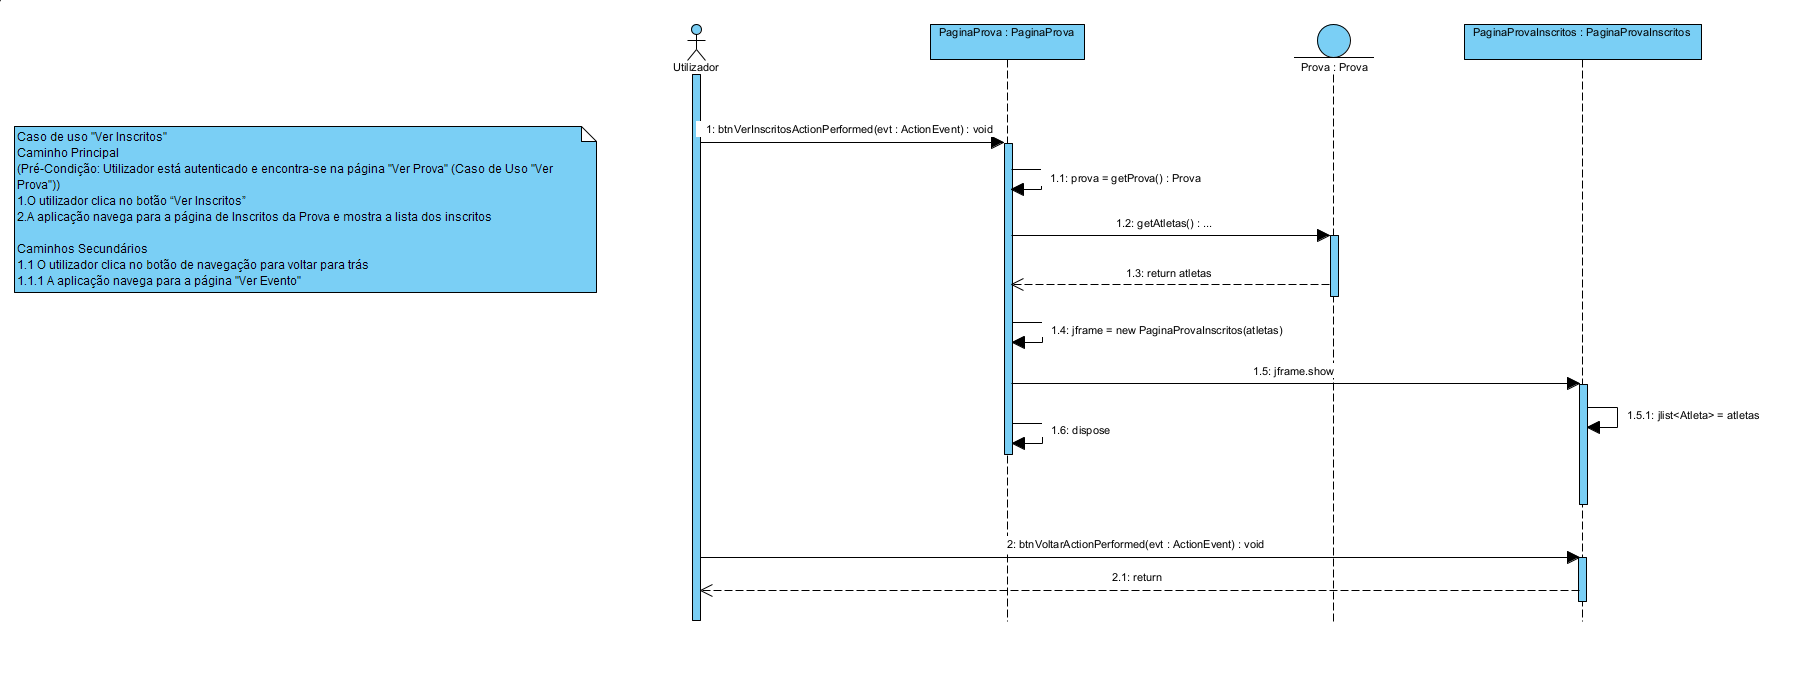 Utilizador
PaginaProva : PaginaProva
Prova : Prova
PaginaProvaInscritos : PaginaProvaInscritos
Caso de uso "Ver Inscritos"
Caminho Principal
(Pré-Condição: Utilizador está autenticado e encontra-se na página "Ver Prova" (Caso de Uso "Ver
Prova"))
1.O utilizador clica no botão “Ver Inscritos”
2.A aplicação navega para a página de Inscritos da Prova e mostra a lista dos inscritos
Caminhos Secundários
1.1 O utilizador clica no botão de navegação para voltar para trás
1.1.1 A aplicação navega para a página "Ver Evento"
1: btnVerInscritosActionPerformed(evt : ActionEvent) : void
1.1: prova = getProva() : Prova
1.2: getAtletas() : ...
1.3: return atletas
1.4: jframe = new PaginaProvaInscritos(atletas)
1.5: jframe.show
1.5.1: jlist<Atleta> = atletas
1.6: dispose
2: btnVoltarActionPerformed(evt : ActionEvent) : void
2.1: return